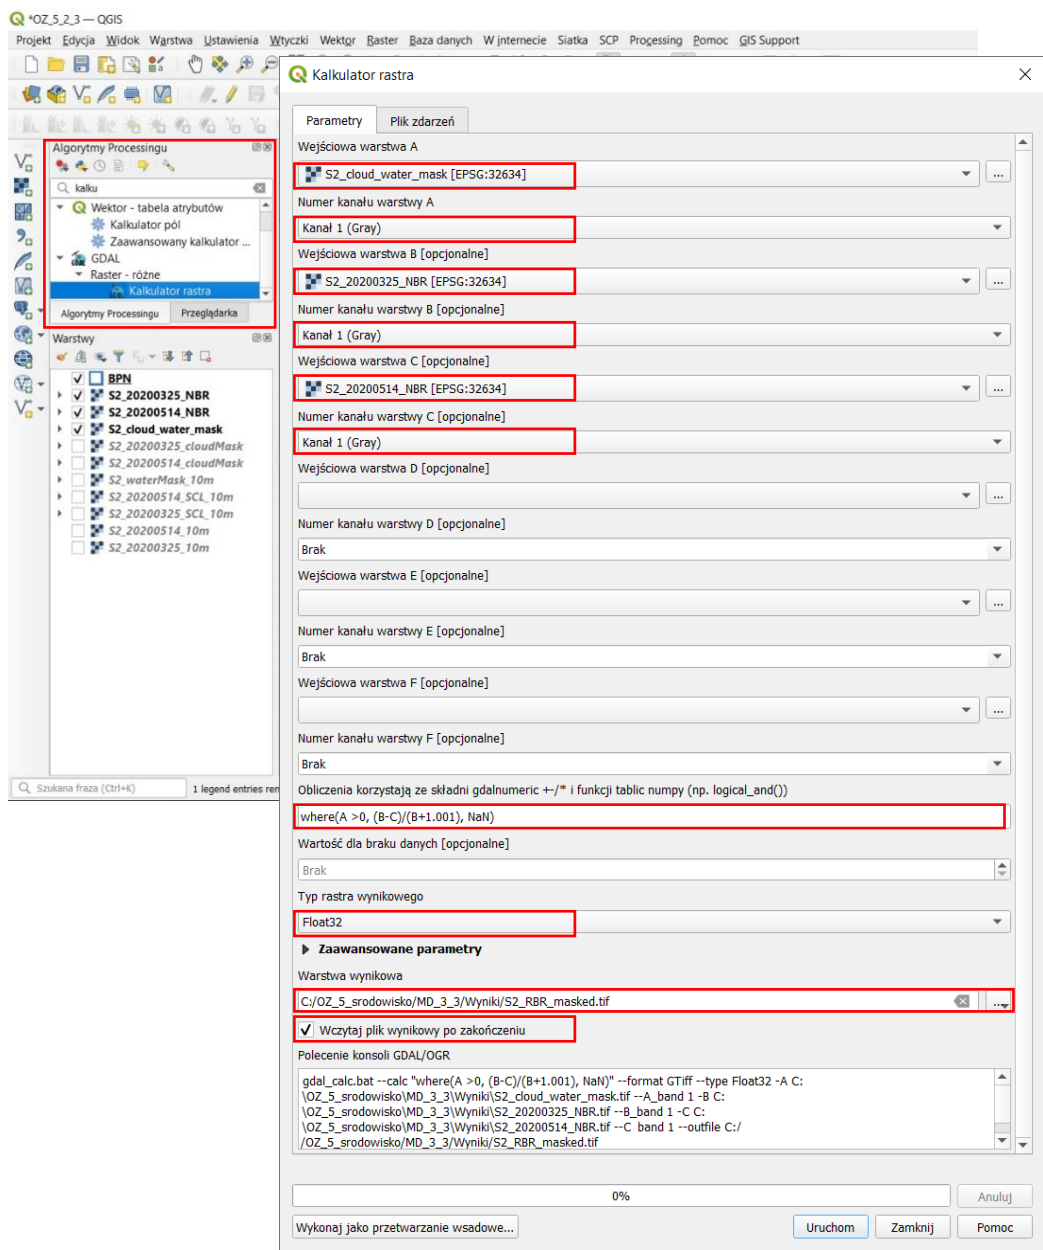 *OZ_5_2_3 — QGIS
Projekt Edycja Widok Warstwa Ustawienia Wtyczki Wektor Raster Baza danych W internecie Siatka SCP Processing Pomoc GIS Support
Kalkulator rastra
Parametry Plik zdarzeń
Algorytmy Processingu
kalku
Wektor - tabela atrybutów
Kalkulator pól
Zaawansowany kalkulator ...
GDAL
Raster - różne
Kalkulator rastra
Algorytmy Processingu Przeglądarka
Warstwy
BPN
S2_20200325_NBR
S2_20200514_NBR
S2_cloud_water_mask
S2_20200325_cloudMask
S2_20200514_cloudMask
S2_waterMask_10m
S2_20200514_SCL_10m
S2_20200325_SCL_10m
S2_20200514_10m
S2_20200325_10m
Szukana fraza (Ctrl+K) 1 legend entries ren
Wejściowa warstwa A
S2_cloud_water_mask [EPSG:32634]
...
Numer kanału warstwy A
Kanał 1 (Gray)
Wejściowa warstwa B [opcjonalne]
S2_20200325_NBR [EPSG:32634]
...
Numer kanału warstwy B [opcjonalne]
Kanał 1 (Gray)
Wejściowa warstwa C [opcjonalne]
S2_20200514_NBR [EPSG:32634]
...
Numer kanału warstwy C [opcjonalne]
Kanał 1 (Gray)
Wejściowa warstwa D [opcjonalne]
...
Numer kanału warstwy D [opcjonalne]
Brak
Wejściowa warstwa E [opcjonalne]
...
Numer kanału warstwy E [opcjonalne]
Brak
Wejściowa warstwa F [opcjonalne]
...
Numer kanału warstwy F [opcjonalne]
Brak
Obliczenia korzystają ze składni gdalnumeric +-/* i funkcji tablic numpy (np. logical_and())
where(A >0, (B-C)/(B+1.001), NaN)
Wartość dla braku danych [opcjonalne]
Brak
Typ rastra wynikowego
Float32
Zaawansowane parametry
Warstwa wynikowa
C:/OZ_5_srodowisko/MD_3_3/Wyniki/S2_RBR_masked.tif
...
Wczytaj plik wynikowy po zakończeniu
Polecenie konsoli GDAL/OGR
gdal_calc.bat --calc "where(A >0, (B-C)/(B+1.001), NaN)" --format GTiff --type Float32 -A C:
\OZ_5_srodowisko\MD_3_3\Wyniki\S2_cloud_water_mask.tif --A_band 1 -B C:
\OZ_5_srodowisko\MD_3_3\Wyniki\S2_20200325_NBR.tif --B_band 1 -C C:
\OZ_5_srodowisko\MD_3_3\Wyniki\S2_20200514_NBR.tif --C_band 1 --outfile C:/
/OZ_5_srodowisko/MD_3_3/Wyniki/S2_RBR_masked.tif
0%
Anuluj
Wykonaj jako przetwarzanie wsadowe...
Uruchom Zamknij Pomoc